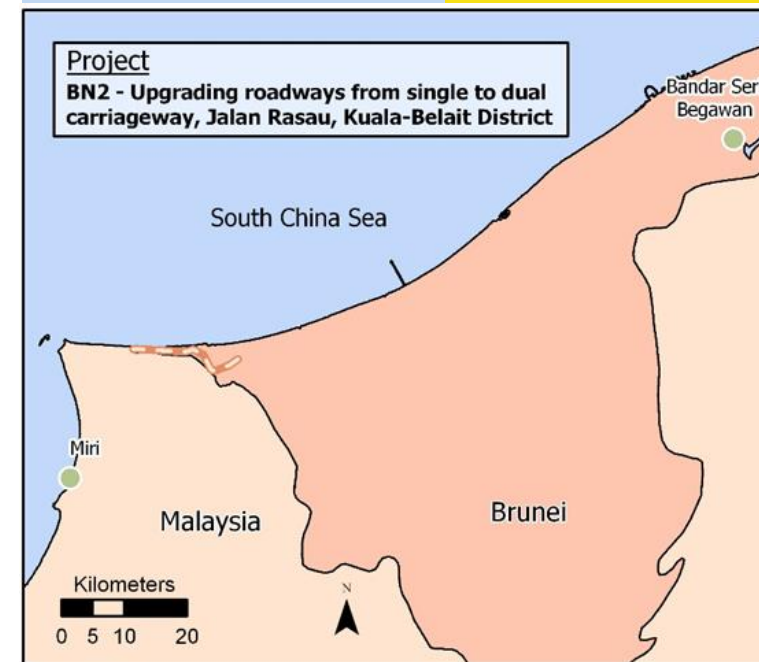 Project
BN2 - Upgrading roadways from single to dual
carriageway, Jalan Rasau, Kuala-Belait District
Bandar Ser
Begawan
South China Sea
Miri
Malaysia
Brunei
Kilometers
0 5 10 20
N